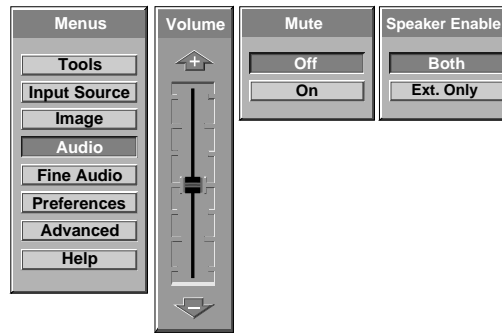 Menus
Tools
Input Source
Image
Audio
Fine Audio
Preferences
Advanced
Help
Volume
+
−
Mute
Off
On
Speaker Enable
Both
Ext. Only